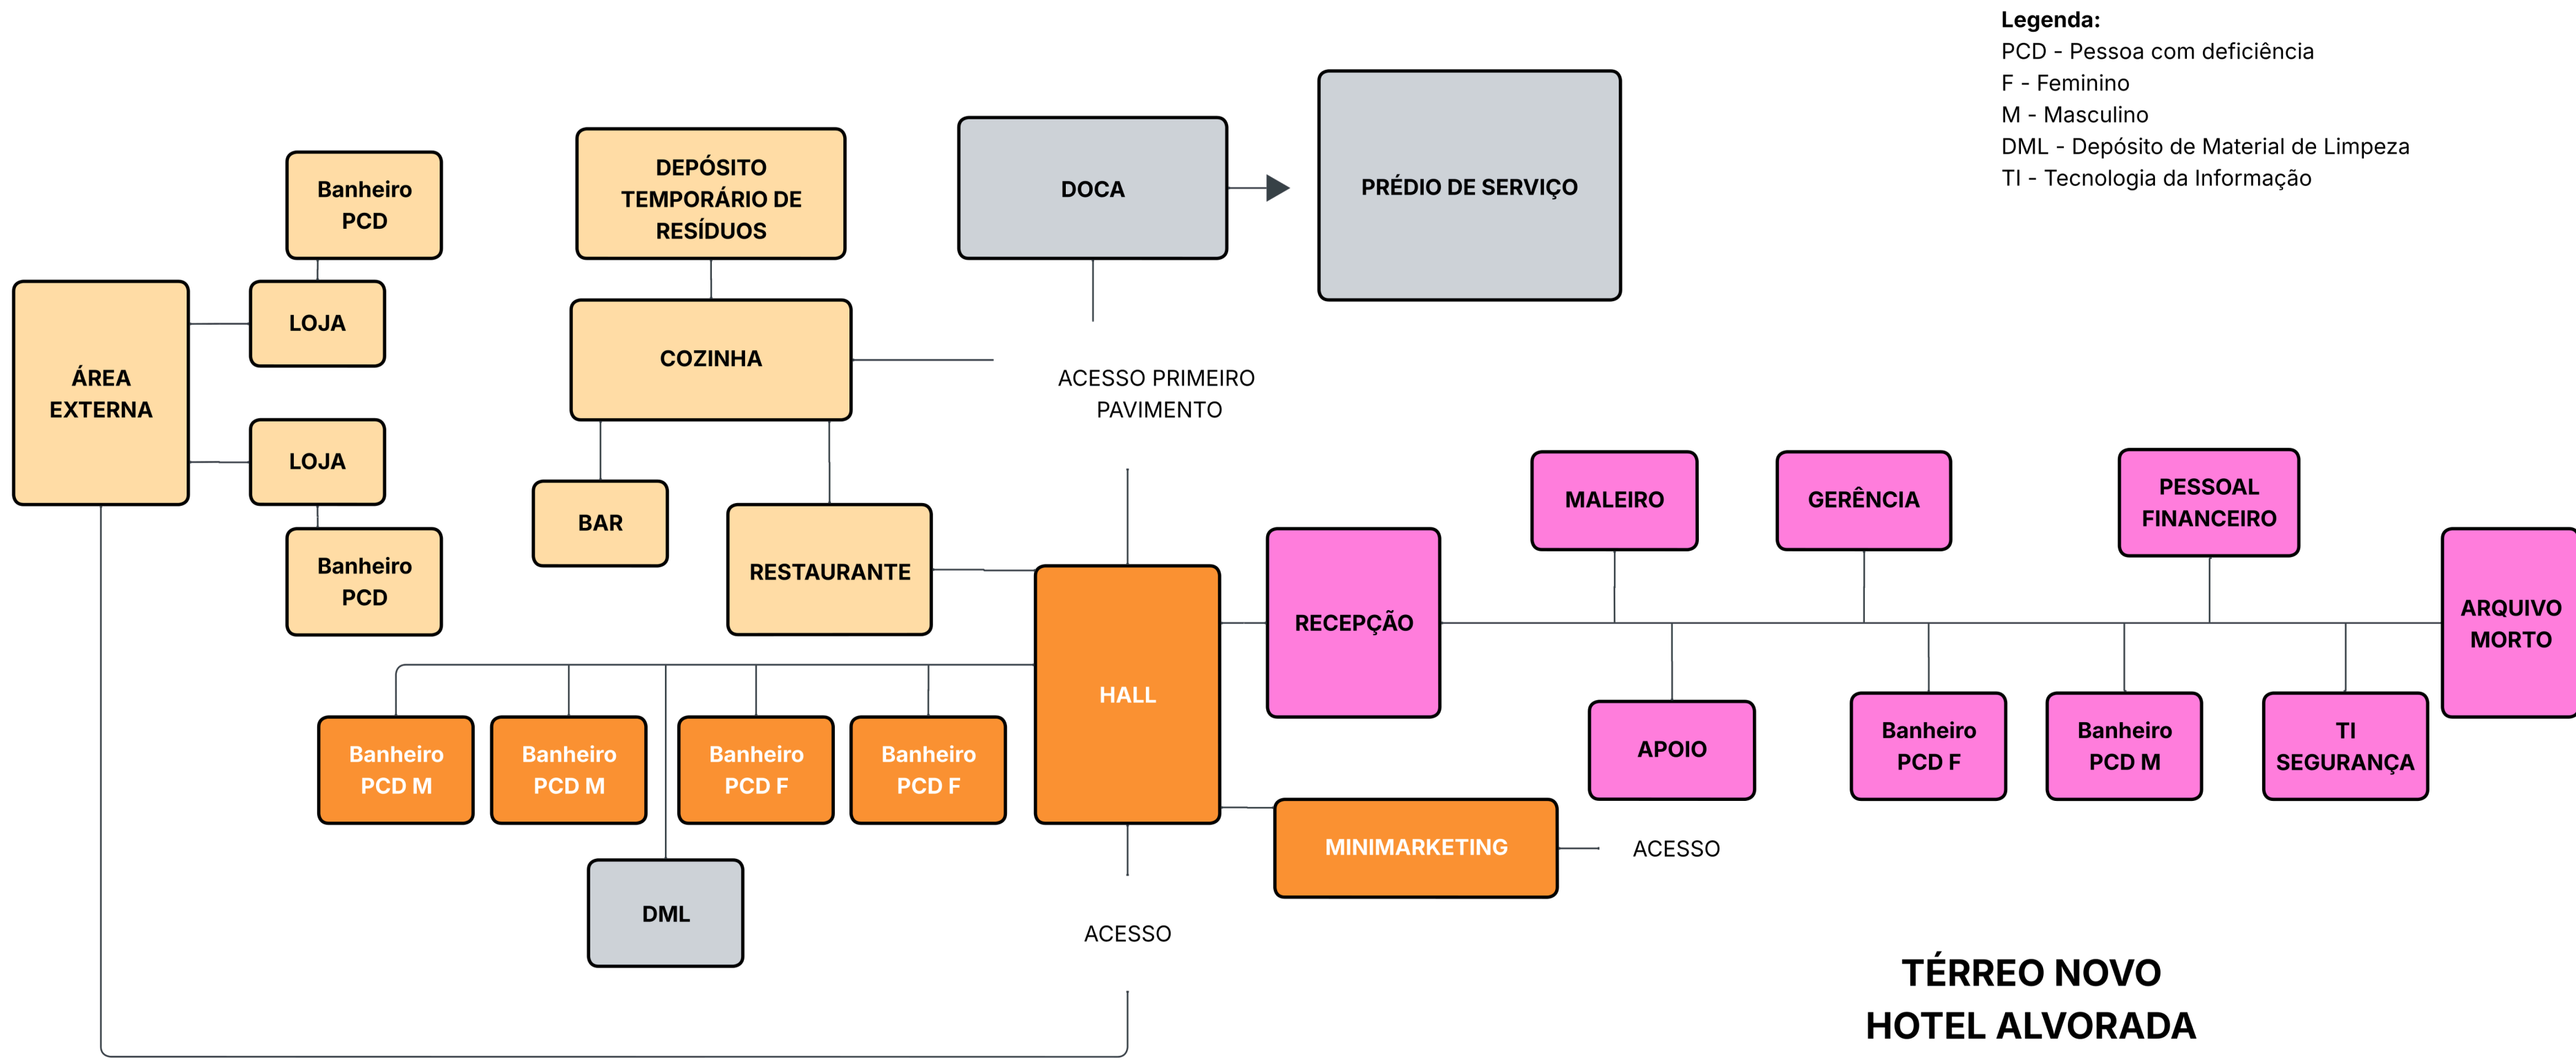 Legenda:
PCD - Pessoa com deficiência
F - Feminino
M - Masculino
DML - Depósito de Material de Limpeza
TI - Tecnologia da Informação
Banheiro
PCD
DEPÓSITO
TEMPORÁRIO DE
RESÍDUOS
DOCA
PRÉDIO DE SERVIÇO
LOJA
ÁREA
EXTERNA
COZINHA
ACESSO PRIMEIRO
PAVIMENTO
LOJA
BAR
Banheiro
PCD
RESTAURANTE
MALEIRO
GERÊNCIA
PESSOAL
FINANCEIRO
ARQUIVO
MORTO
RECEPÇÃO
HALL
Banheiro
PCD M
Banheiro
PCD M
Banheiro
PCD F
Banheiro
PCD F
APOIO
Banheiro
PCD F
Banheiro
PCD M
TI
SEGURANÇA
MINIMARKETING
ACESSO
DML
ACESSO
TÉRREO NOVO
HOTEL ALVORADA